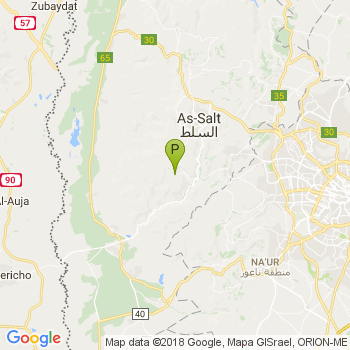 Zubaydat
57
30
65
35
As-Salt
السلط
30
P
90
Al-Auja
NA'UR
منطقة ناعور
ericho
40
Google
Map data ©2018 Google, Mapa GISrael, ORION-ME